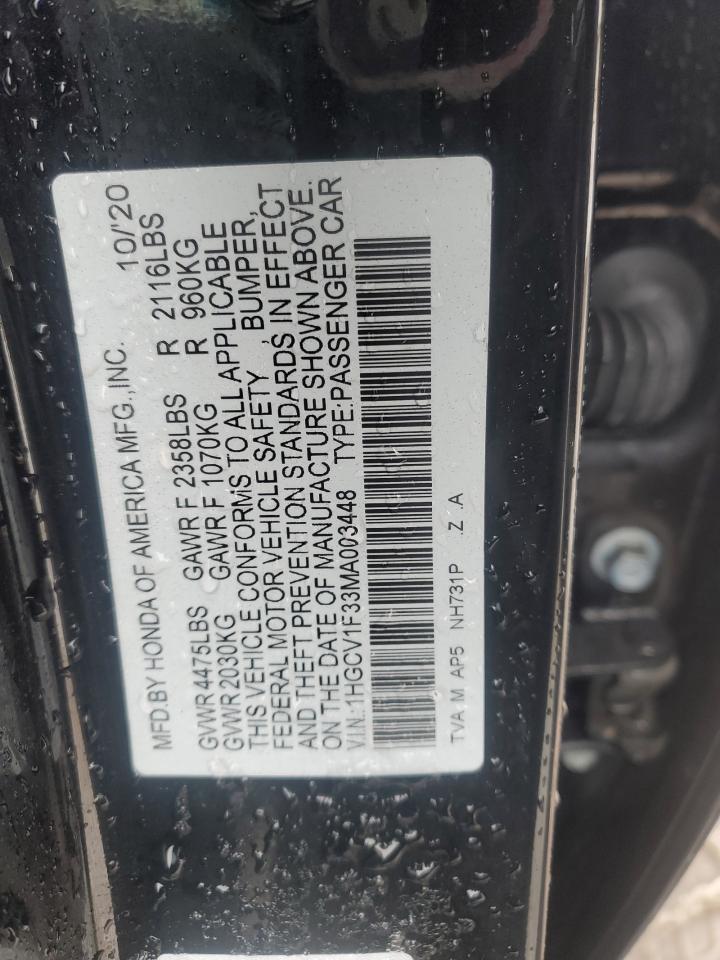 MFD.BY HONDA OF AMERICA MFG.,INC. 10/'20
GVWR 4475LBS GAWR F 2358LBS R 2116LBS
GVWR 2030KG GAWR F 1070KG R 960KG
THIS VEHICLE CONFORMS TO ALL APPLICABLE
FEDERAL MOTOR VEHICLE SAFETY, BUMPER,
AND THEFT PREVENTION STANDARDS IN EFFECT
ON THE DATE OF MANUFACTURE SHOWN ABOVE.
V.I.N.:1HGCV1F33MA003448 TYPE:PASSENGER CAR
TVA M AP5 NH731P Z .A